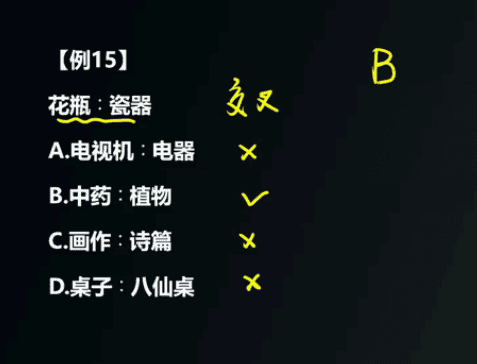 【例15】
B
花瓶：瓷器 交叉
A.电视机：电器 ×
B.中药：植物 ✓
C.画作：诗篇 ×
D.桌子：八仙桌 ×